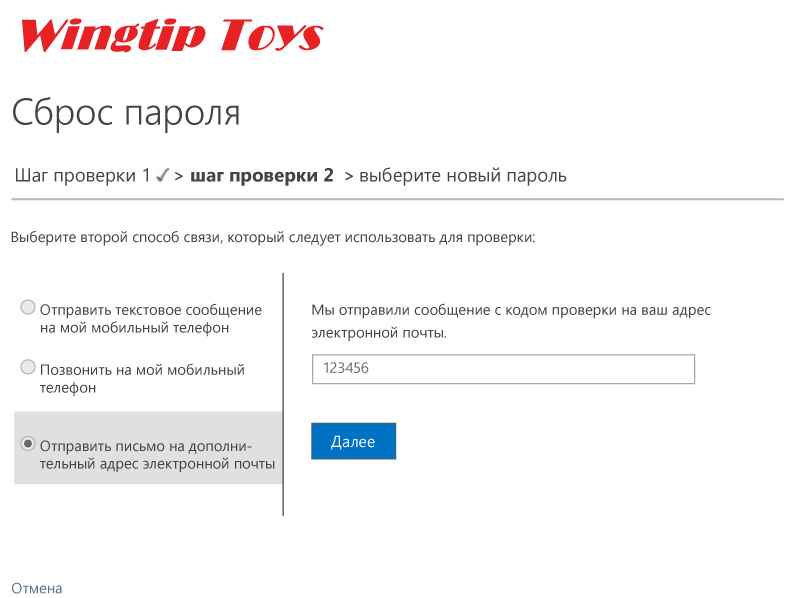 Wingtip Toys
Сброс пароля
Шаг проверки 1 ✓ > шаг проверки 2 > выберите новый пароль
Выберите второй способ связи, который следует использовать для проверки:
Отправить текстовое сообщение
на мой мобильный телефон
Позвонить на мой мобильный
телефон
Отправить письмо на дополни-
тельный адрес электронной почты
Мы отправили сообщение с кодом проверки на ваш адрес
электронной почты.
123456
Далее
Отмена